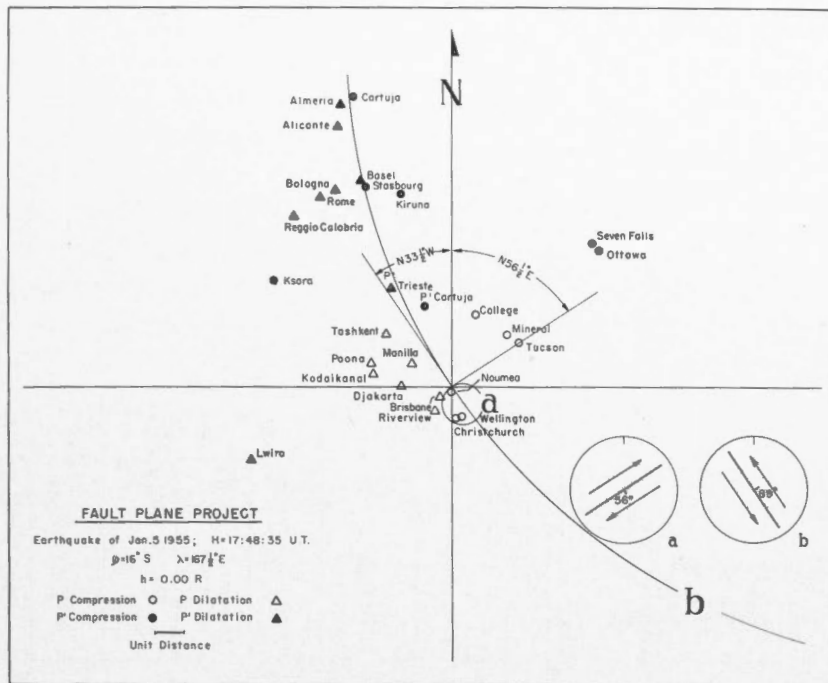 N
Almeria
Cartuja
Alicante
Basel
Stasbourg
Bologna
Rome
Kiruna
Reggio Calabria
Seven Falls
Ottawa
N33½°W
N56½°E
Ksara
P'
Trieste
P' Cartuja
College
Tashkent
Mineral
Tucson
Poona
Manilla
Kodaikanal
Noumea
Djakarta
a
Brisbane
Riverview
Wellington
Christchurch
Lwiro
56°
89°
a
b
b
FAULT PLANE PROJECT
Earthquake of Jan. 5 1955; H=17:48:35 U.T.
φ=16° S λ=167½°E
h = 0.00 R
P Compression P Dilatation
P' Compression P' Dilatation
Unit Distance